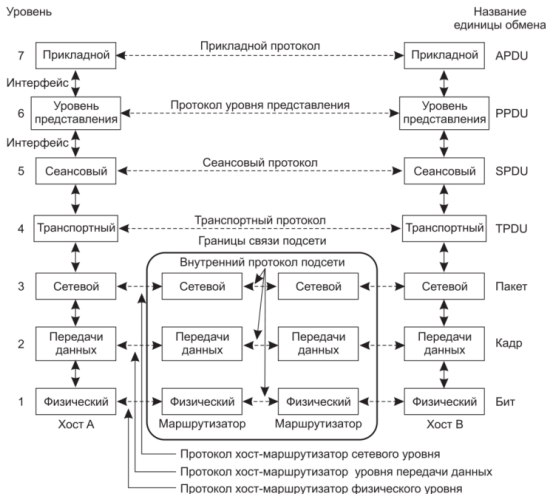 Уровень
Название
единицы обмена
7 Прикладной Прикладной протокол Прикладной APDU
Интерфейс
6 Уровень представления Протокол уровня представления Уровень представления PPDU
Интерфейс
5 Сеансовый Сеансовый протокол Сеансовый SPDU
4 Транспортный Транспортный протокол Транспортный TPDU
Границы связи подсети
Внутренний протокол подсети
3 Сетевой Сетевой Сетевой Сетевой Пакет
2 Передачи данных Передачи данных Передачи данных Передачи данных Кадр
1 Физический Физический Физический Физический Бит
Хост А Маршрутизатор Маршрутизатор Хост В
Протокол хост-маршрутизатор сетевого уровня
Протокол хост-маршрутизатор уровня передачи данных
Протокол хост-маршрутизатор физического уровня